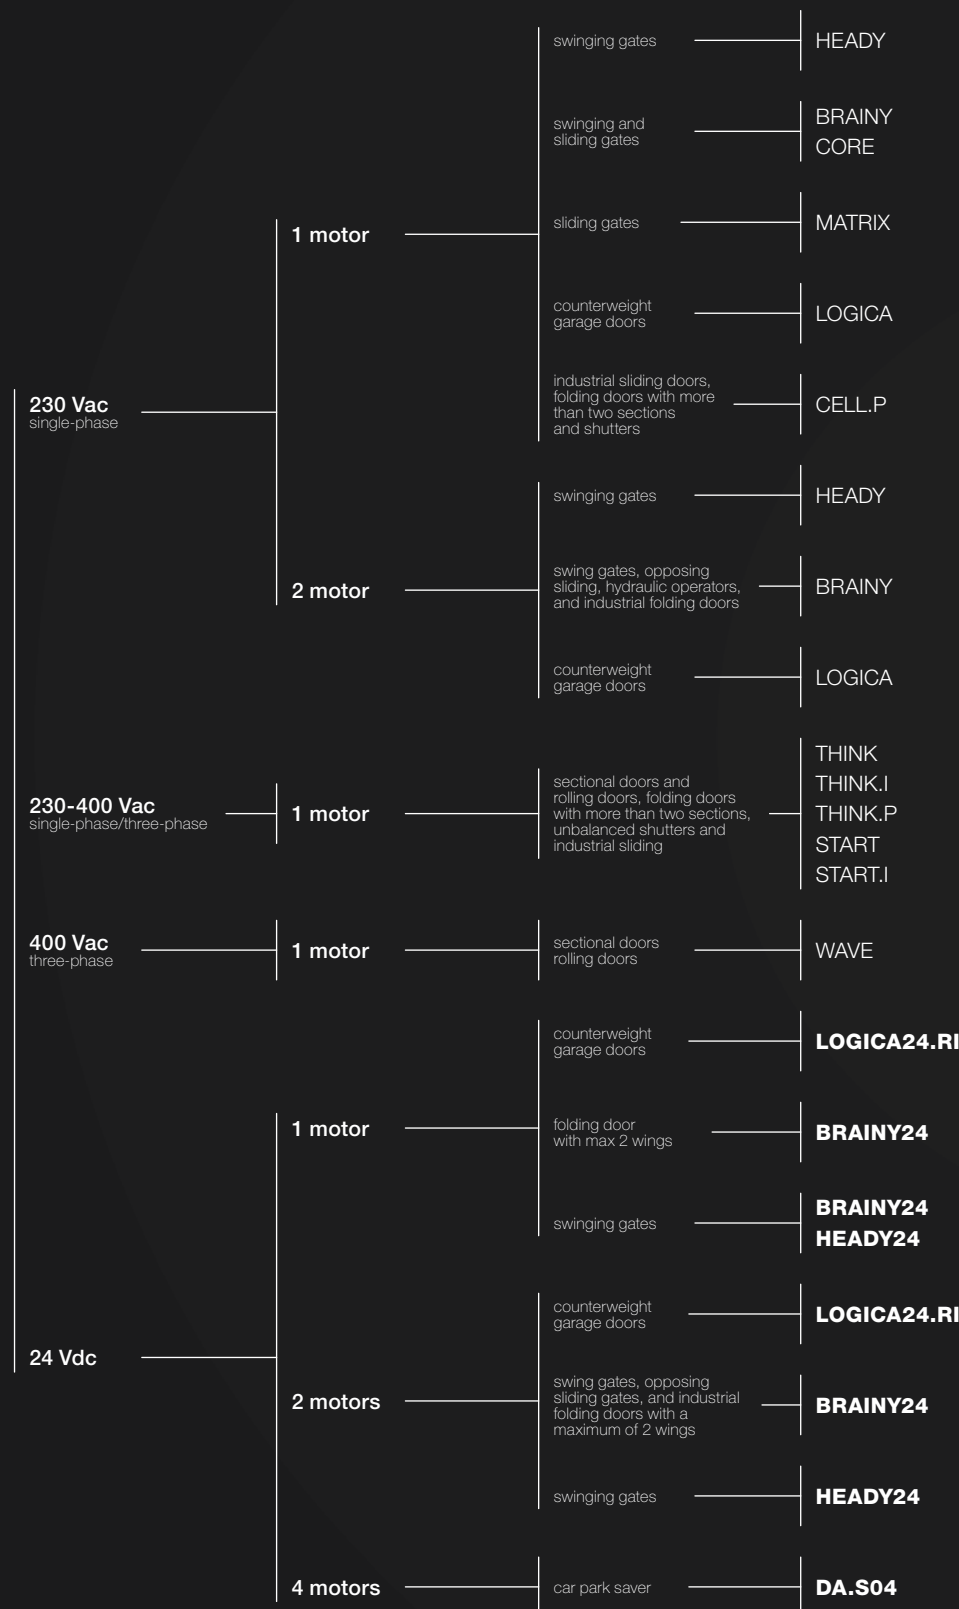 swinging gates
HEADY
swinging and
sliding gates
BRAINY
CORE
sliding gates
MATRIX
1 motor
counterweight
garage doors
LOGICA
230 Vac
single-phase
industrial sliding doors,
folding doors with more
than two sections
and shutters
CELL.P
swinging gates
HEADY
2 motor
swing gates, opposing
sliding, hydraulic operators,
and industrial folding doors
BRAINY
counterweight
garage doors
LOGICA
230-400 Vac
single-phase/three-phase
1 motor
sectional doors and
rolling doors, folding doors
with more than two sections,
unbalanced shutters and
industrial sliding
THINK
THINK.I
THINK.P
START
START.I
400 Vac
three-phase
1 motor
sectional doors
rolling doors
WAVE
counterweight
garage doors
LOGICA24.RI
1 motor
folding door
with max 2 wings
BRAINY24
swinging gates
BRAINY24
HEADY24
24 Vdc
counterweight
garage doors
LOGICA24.RI
2 motors
swing gates, opposing
sliding gates, and industrial
folding doors with a
maximum of 2 wings
BRAINY24
swinging gates
HEADY24
4 motors
car park saver
DA.S04